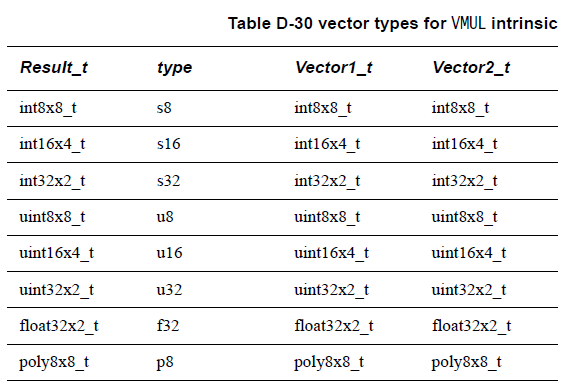 Table D-30 vector types for VMUL intrinsic
Result_t type Vector1_t Vector2_t
int8x8_t s8 int8x8_t int8x8_t
int16x4_t s16 int16x4_t int16x4_t
int32x2_t s32 int32x2_t int32x2_t
uint8x8_t u8 uint8x8_t uint8x8_t
uint16x4_t u16 uint16x4_t uint16x4_t
uint32x2_t u32 uint32x2_t uint32x2_t
float32x2_t f32 float32x2_t float32x2_t
poly8x8_t p8 poly8x8_t poly8x8_t